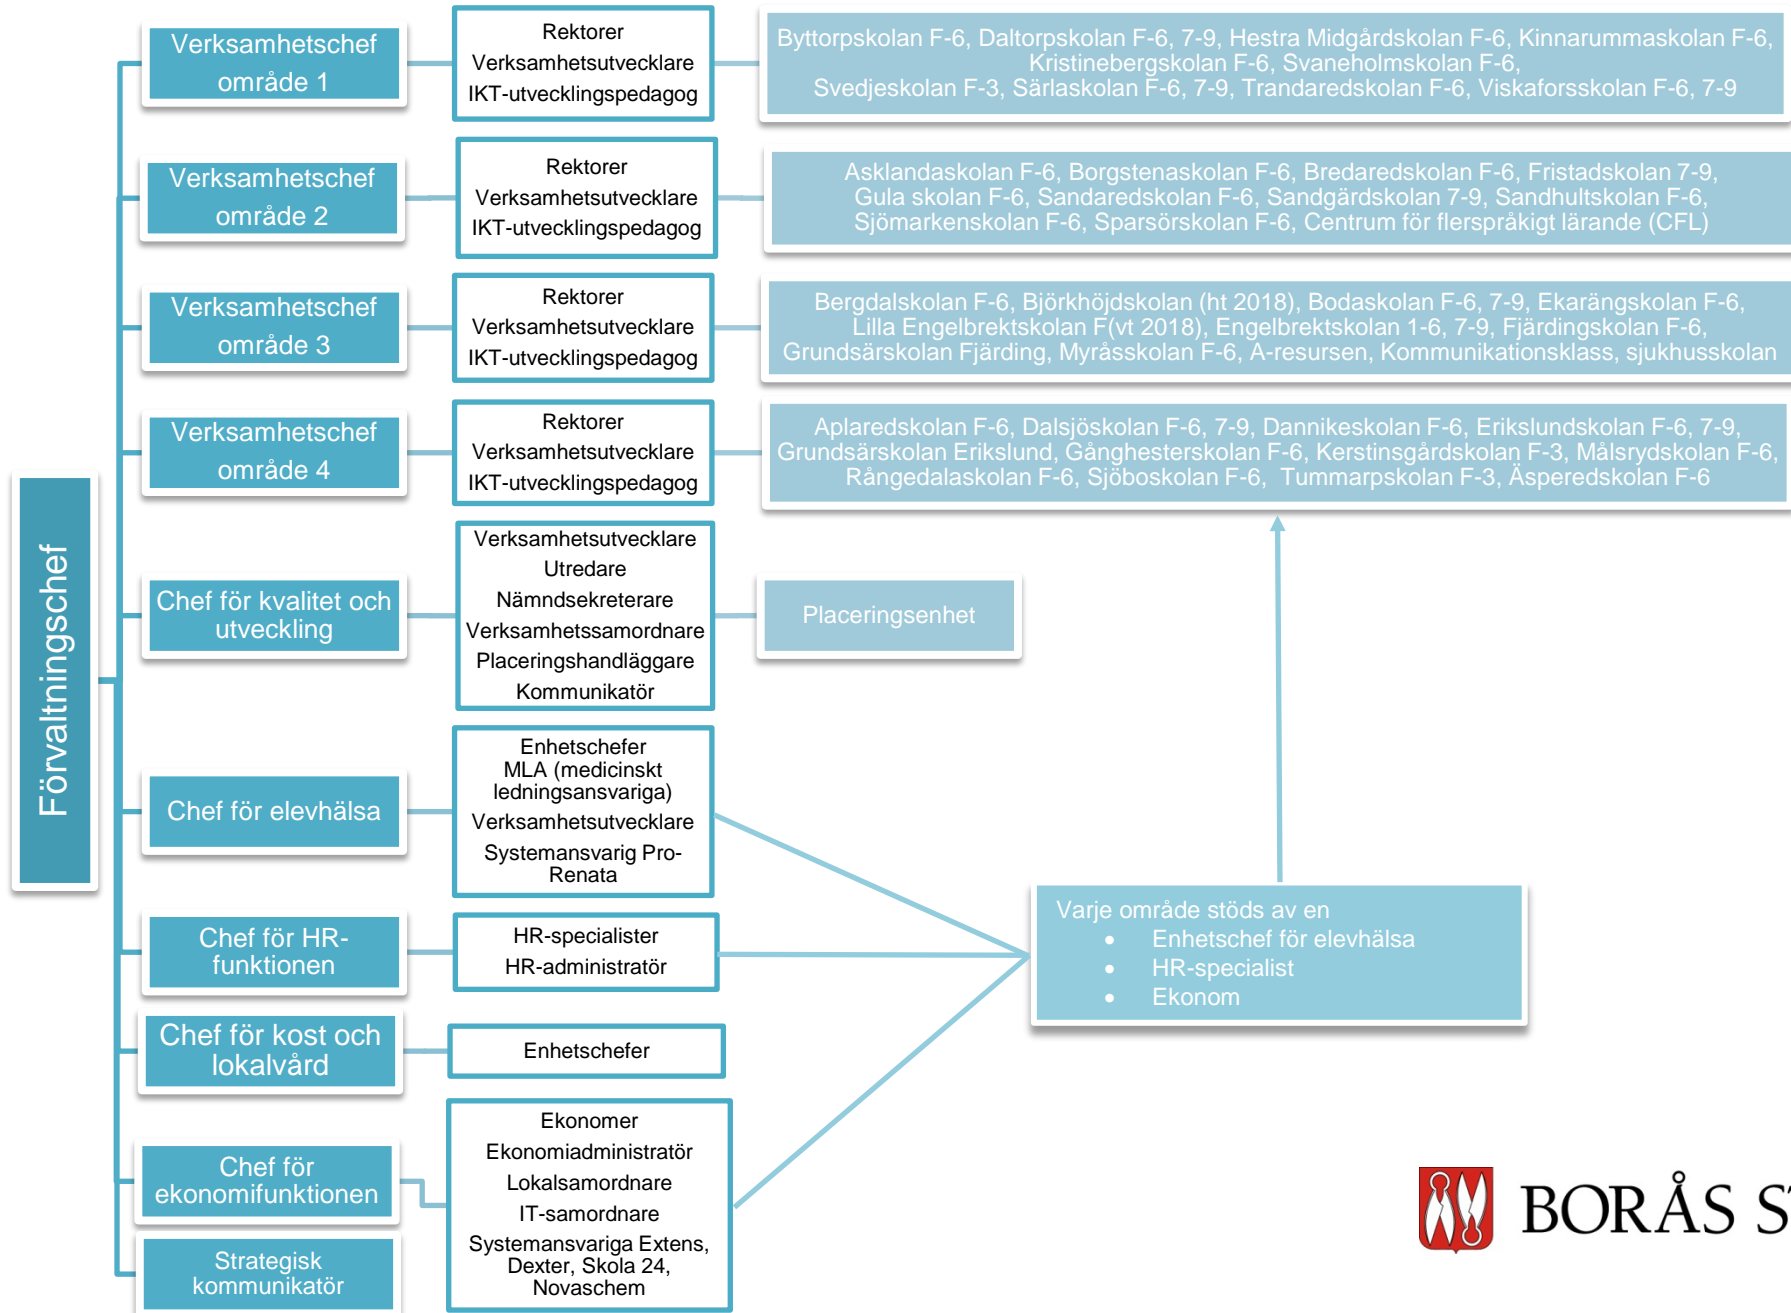 Förvaltningschef
Verksamhetschef
område 1
Rektorer
Verksamhetsutvecklare
IKT-utvecklingspedagog
Byttorpskolan F-6, Daltorpskolan F-6, 7-9, Hestra Midgårdskolan F-6, Kinnarummaskolan F-6,
Kristinebergskolan F-6, Svaneholmskolan F-6,
Svedjeskolan F-3, Särlaskolan F-6, 7-9, Trandaredskolan F-6, Viskaforsskolan F-6, 7-9
Verksamhetschef
område 2
Rektorer
Verksamhetsutvecklare
IKT-utvecklingspedagog
Asklandaskolan F-6, Borgstenaskolan F-6, Bredaredskolan F-6, Fristadskolan 7-9,
Gula skolan F-6, Sandaredskolan F-6, Sandgärdskolan 7-9, Sandhultskolan F-6,
Sjömarkenskolan F-6, Sparsörskolan F-6, Centrum för flerspråkigt lärande (CFL)
Verksamhetschef
område 3
Rektorer
Verksamhetsutvecklare
IKT-utvecklingspedagog
Bergdalskolan F-6, Björkhöjdskolan (ht 2018), Bodaskolan F-6, 7-9, Ekarängskolan F-6,
Lilla Engelbrektskolan F(vt 2018), Engelbrektskolan 1-6, 7-9, Fjärdingskolan F-6,
Grundsärskolan Fjärding, Myråsskolan F-6, A-resursen, Kommunikationsklass, sjukhusskolan
Verksamhetschef
område 4
Rektorer
Verksamhetsutvecklare
IKT-utvecklingspedagog
Aplaredskolan F-6, Dalsjöskolan F-6, 7-9, Dannikeskolan F-6, Erikslundskolan F-6, 7-9,
Grundsärskolan Erikslund, Gånghesterskolan F-6, Kerstinsgårdskolan F-3, Målsrydskolan F-6,
Rångedalaskolan F-6, Sjöboskolan F-6, Tummarpskolan F-3, Äsperedskolan F-6
Chef för kvalitet och
utveckling
Verksamhetsutvecklare
Utredare
Nämndsekreterare
Verksamhetssamordnare
Placeringshandläggare
Kommunikatör
Placeringsenhet
Chef för elevhälsa
Enhetschefer
MLA (medicinskt
ledningsansvariga)
Verksamhetsutvecklare
Systemansvarig Pro-
Renata
Chef för HR-
funktionen
HR-specialister
HR-administratör
Varje område stöds av en
• Enhetschef för elevhälsa
• HR-specialist
• Ekonom
Chef för kost och
lokalvård
Enhetschefer
Chef för
ekonomifunktionen
Ekonomer
Ekonomiadministratör
Lokalsamordnare
IT-samordnare
Systemansvariga Extens,
Dexter, Skola 24,
Novaschem
Strategisk
kommunikatör
BORÅS S